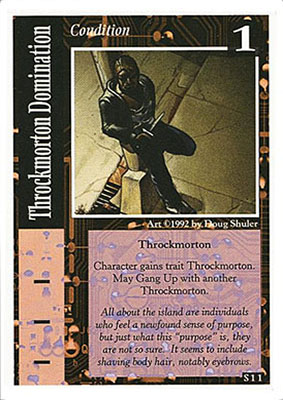 Throckmorton Domination
Condition
1
Art ©1992 by Doug Shuler
Throckmorton
Character gains trait Throckmorton.
May Gang Up with another
Throckmorton.
All about the island are individuals
who feel a newfound sense of purpose,
but just what this "purpose" is, they
are not so sure. It seems to include
shaving body hair, notably eyebrows.
S11